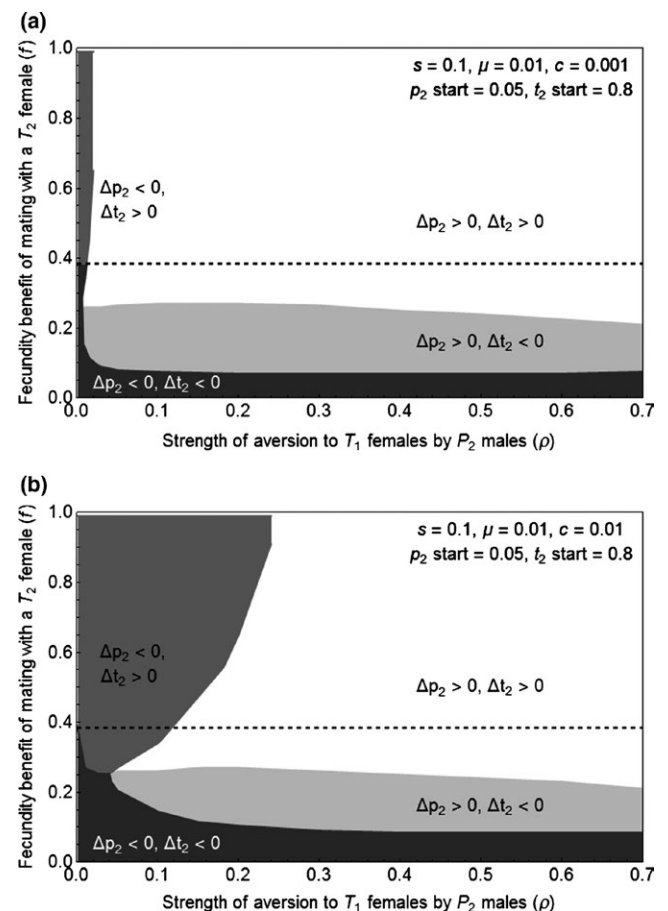 (a)
1.0
0.8
0.6
0.4
0.2
0.0
Fecundity benefit of mating with a T₂ female (f)
s = 0.1, μ = 0.01, c = 0.001
p₂ start = 0.05, t₂ start = 0.8
Δp₂ < 0,
Δt₂ > 0
Δp₂ > 0, Δt₂ > 0
Δp₂ > 0, Δt₂ < 0
Δp₂ < 0, Δt₂ < 0
0.0 0.1 0.2 0.3 0.4 0.5 0.6 0.7
Strength of aversion to T₁ females by P₂ males (ρ)
(b)
1.0
0.8
0.6
0.4
0.2
0.0
Fecundity benefit of mating with a T₂ female (f)
s = 0.1, μ = 0.01, c = 0.01
p₂ start = 0.05, t₂ start = 0.8
Δp₂ < 0,
Δt₂ > 0
Δp₂ > 0, Δt₂ > 0
Δp₂ > 0, Δt₂ < 0
Δp₂ < 0, Δt₂ < 0
0.0 0.1 0.2 0.3 0.4 0.5 0.6 0.7
Strength of aversion to T₁ females by P₂ males (ρ)